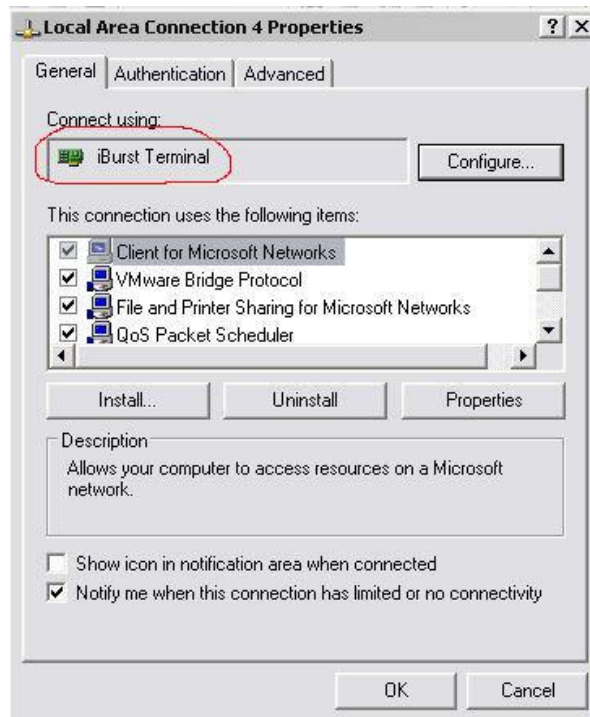 Local Area Connection 4 Properties
? X
General Authentication Advanced
Connect using:
iBurst Terminal
Configure...
This connection uses the following items:
Client for Microsoft Networks
VMware Bridge Protocol
File and Printer Sharing for Microsoft Networks
QoS Packet Scheduler
Install... Uninstall Properties
Description
Allows your computer to access resources on a Microsoft
network.
Show icon in notification area when connected
Notify me when this connection has limited or no connectivity
OK Cancel